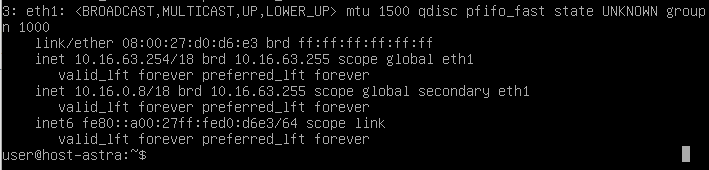 3: eth1: <BROADCAST,MULTICAST,UP,LOWER_UP> mtu 1500 qdisc pfifo_fast state UNKNOWN group
n 1000
link/ether 08:00:27:d0:d6:e3 brd ff:ff:ff:ff:ff:ff
inet 10.16.63.254/18 brd 10.16.63.255 scope global eth1
valid_lft forever preferred_lft forever
inet 10.16.0.8/18 brd 10.16.63.255 scope global secondary eth1
valid_lft forever preferred_lft forever
inet6 fe80::a00:27ff:fed0:d6e3/64 scope link
valid_lft forever preferred_lft forever
user@host-astra:~$